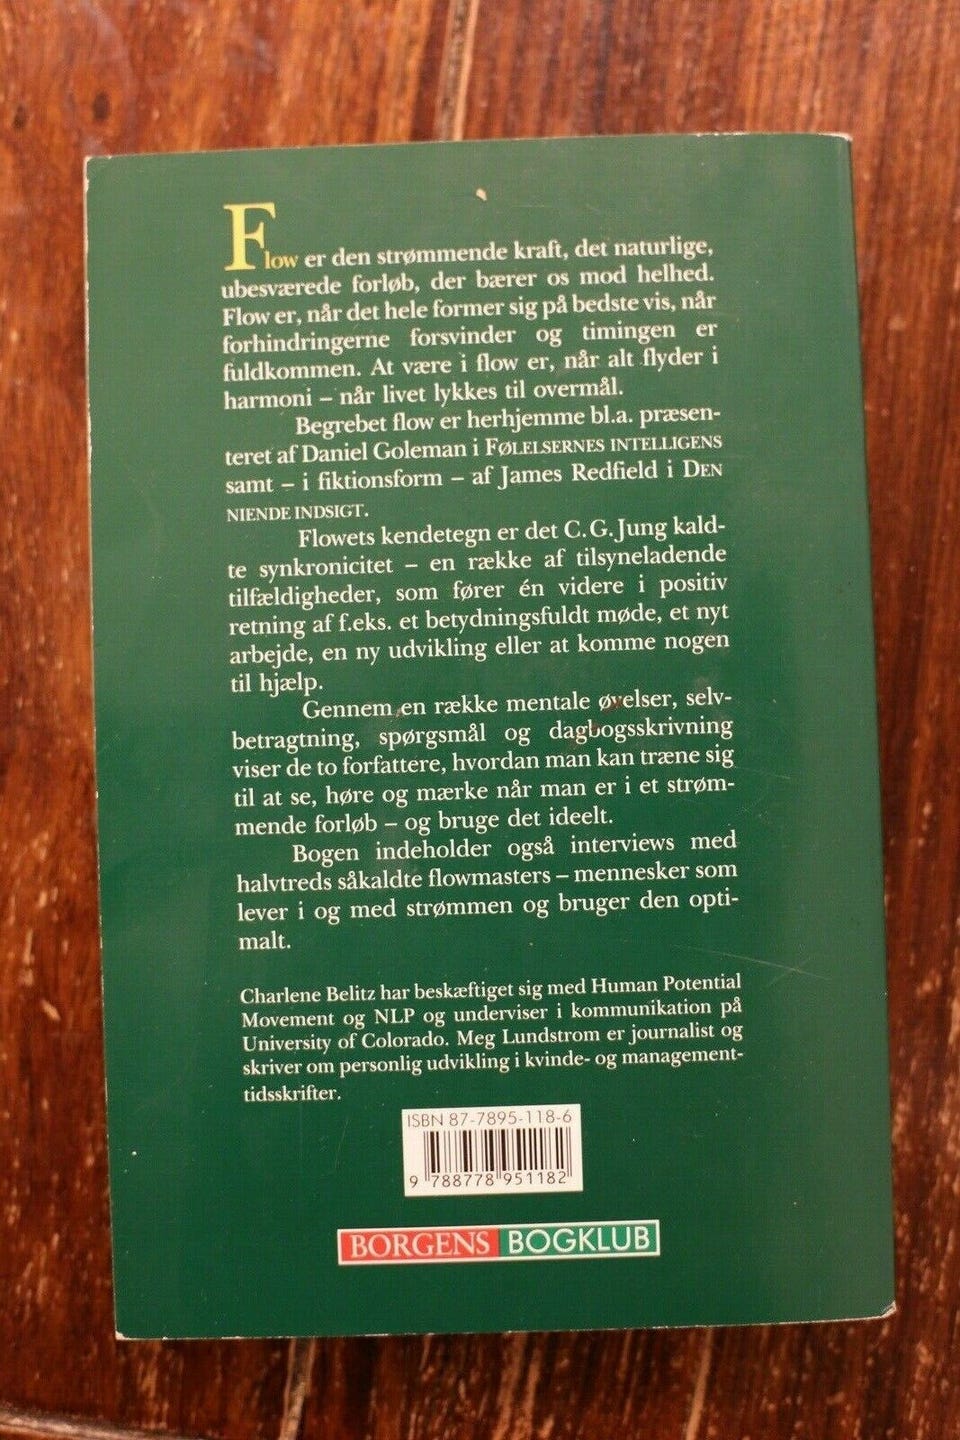 Flow er den strømmende kraft, det naturlige,
ubesværede forløb, der bærer os mod helhed.
Flow er, når det hele former sig på bedste vis, når
forhindringerne forsvinder og timingen er
fuldkommen. At være i flow er, når alt flyder i
harmoni – når livet lykkes til overmål.
Begrebet flow er herhjemme bl.a. præsen-
teret af Daniel Goleman i FØLELSERNES INTELLIGENS
samt – i fiktionsform – af James Redfield i DEN
NIENDE INDSIGT.
Flowets kendetegn er det C.G.Jung kald-
te synkronicitet – en række af tilsyneladende
tilfældigheder, som fører én videre i positiv
retning af f.eks. et betydningsfuldt møde, et nyt
arbejde, en ny udvikling eller at komme nogen
til hjælp.
Gennem en række mentale øvelser, selv-
betragtning, spørgsmål og dagbogsskrivning
viser de to forfattere, hvordan man kan træne sig
til at se, høre og mærke når man er i et strøm-
mende forløb – og bruge det ideelt.
Bogen indeholder også interviews med
halvtreds såkaldte flowmasters – mennesker som
lever i og med strømmen og bruger den opti-
malt.
Charlene Belitz har beskæftiget sig med Human Potential
Movement og NLP og underviser i kommunikation på
University of Colorado. Meg Lundstrom er journalist og
skriver om personlig udvikling i kvinde- og management-
tidsskrifter.
ISBN 87-7895-118-6
9 788778 951182
BORGENS BOGKLUB